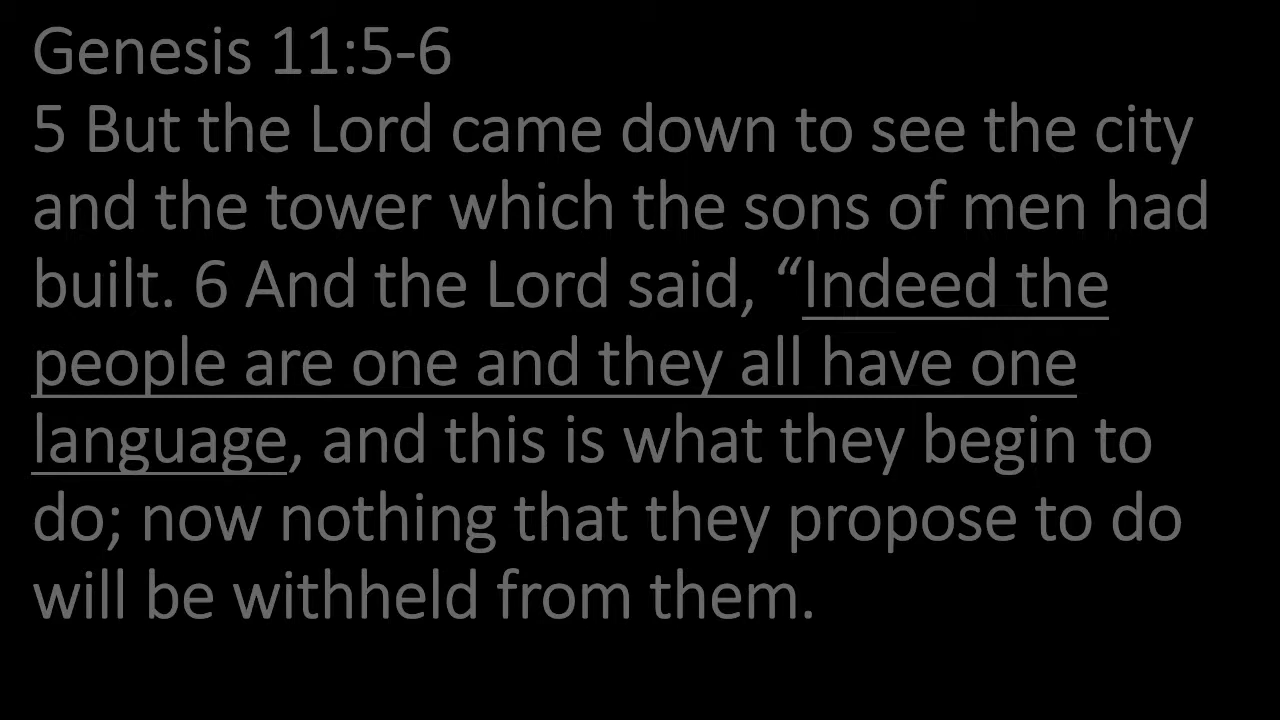 Genesis 11:5-6
5 But the Lord came down to see the city
and the tower which the sons of men had
built. 6 And the Lord said, “Indeed the
people are one and they all have one
language, and this is what they begin to
do; now nothing that they propose to do
will be withheld from them.